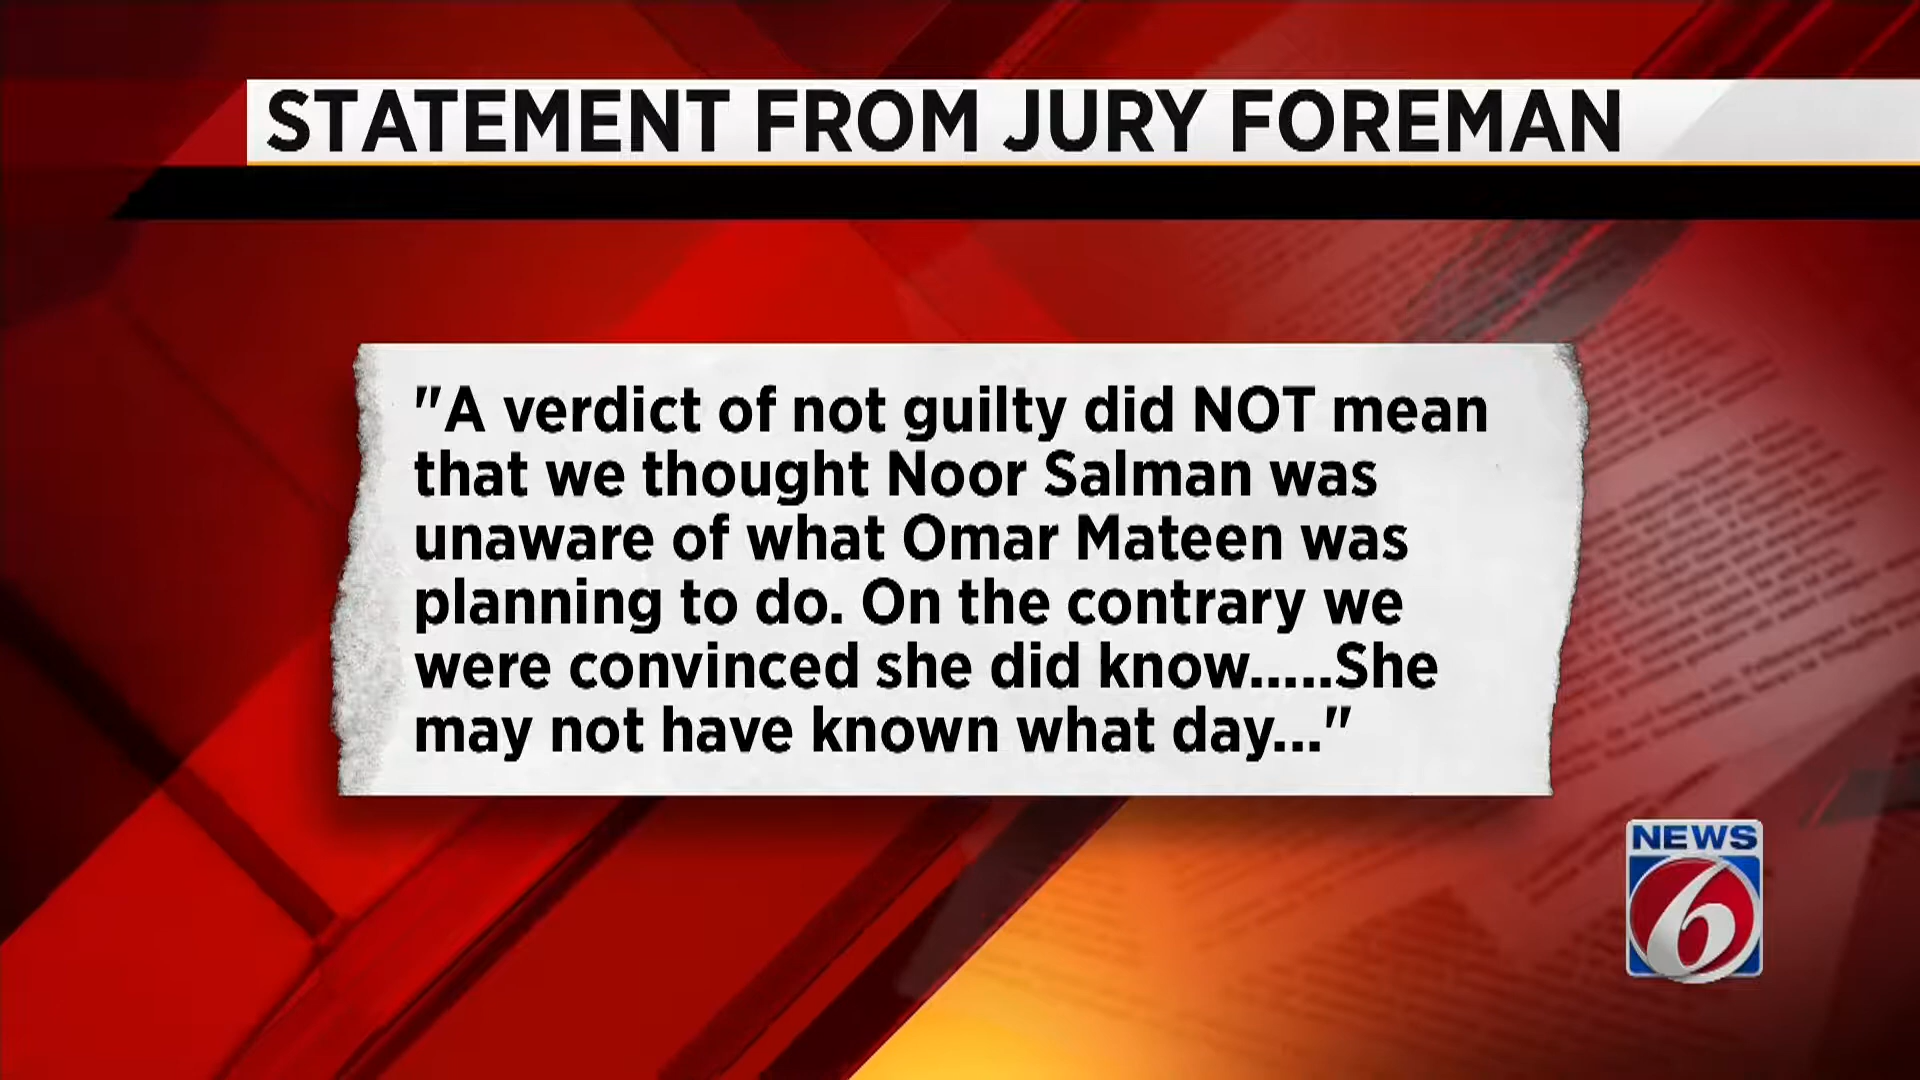 STATEMENT FROM JURY FOREMAN
"A verdict of not guilty did NOT mean
that we thought Noor Salman was
unaware of what Omar Mateen was
planning to do. On the contrary we
were convinced she did know.....She
may not have known what day..."
NEWS
6